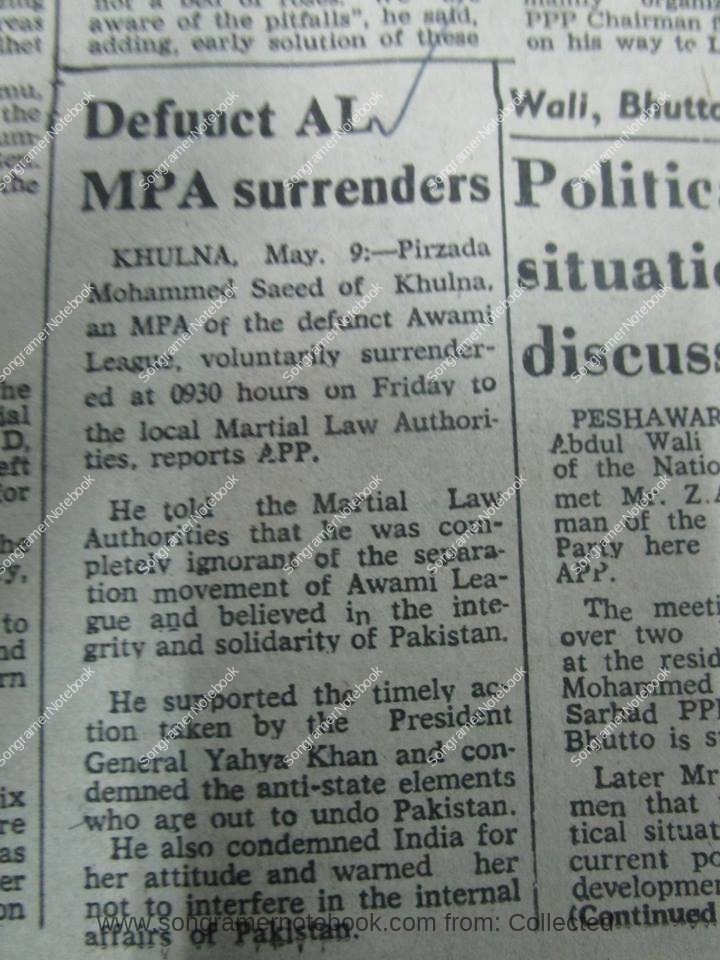 aware of the pitfalls", he said,
adding, early solution of these
Defunct AL
MPA surrenders
KHULNA, May. 9:—Pirzada
Mohammed Saeed of Khulna,
an MPA of the defunct Awami
League, voluntarily surrender-
ed at 0930 hours on Friday to
the local Martial Law Authori-
ties, reports APP.
He told the Martial Law
Authorities that he was com-
pletely ignorant of the separa-
tion movement of Awami Lea-
gue and believed in the inte-
grity and solidarity of Pakistan.
He supported the timely ac-
tion taken by the President
General Yahya Khan and con-
demned the anti-state elements
who are out to undo Pakistan.
He also condemned India for
her attitude and warned her
not to interfere in the internal
affairs of Pakistan.
PPP Chairman
on his way to
Wali, Bhutto
Politic
situati
discuss
PESHAWAR
Abdul Wali
of the Natio
met Mr. Z.A
man of the
Party here
APP.
The meeti
over two
at the resid
Mohammed
Sarhad PPP
Bhutto is st
Later Mr
men that
tical situat
current po
developmen
(Continued
www.songramernotebook.com from: Collected
SongramerNotebook